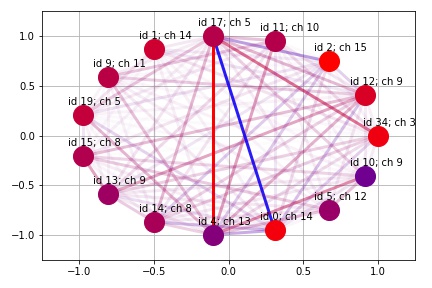 id 17; ch 5
id 11; ch 10
id 1; ch 14
id 2; ch 15
id 9; ch 11
id 12; ch 9
id 19; ch 5
id 34; ch 3
id 15; ch 8
id 10; ch 9
id 13; ch 9
id 5; ch 12
id 14; ch 8
id 4; ch 13
id 0; ch 14
1.0
0.5
0.0
−0.5
−1.0
−1.0
−0.5
0.0
0.5
1.0